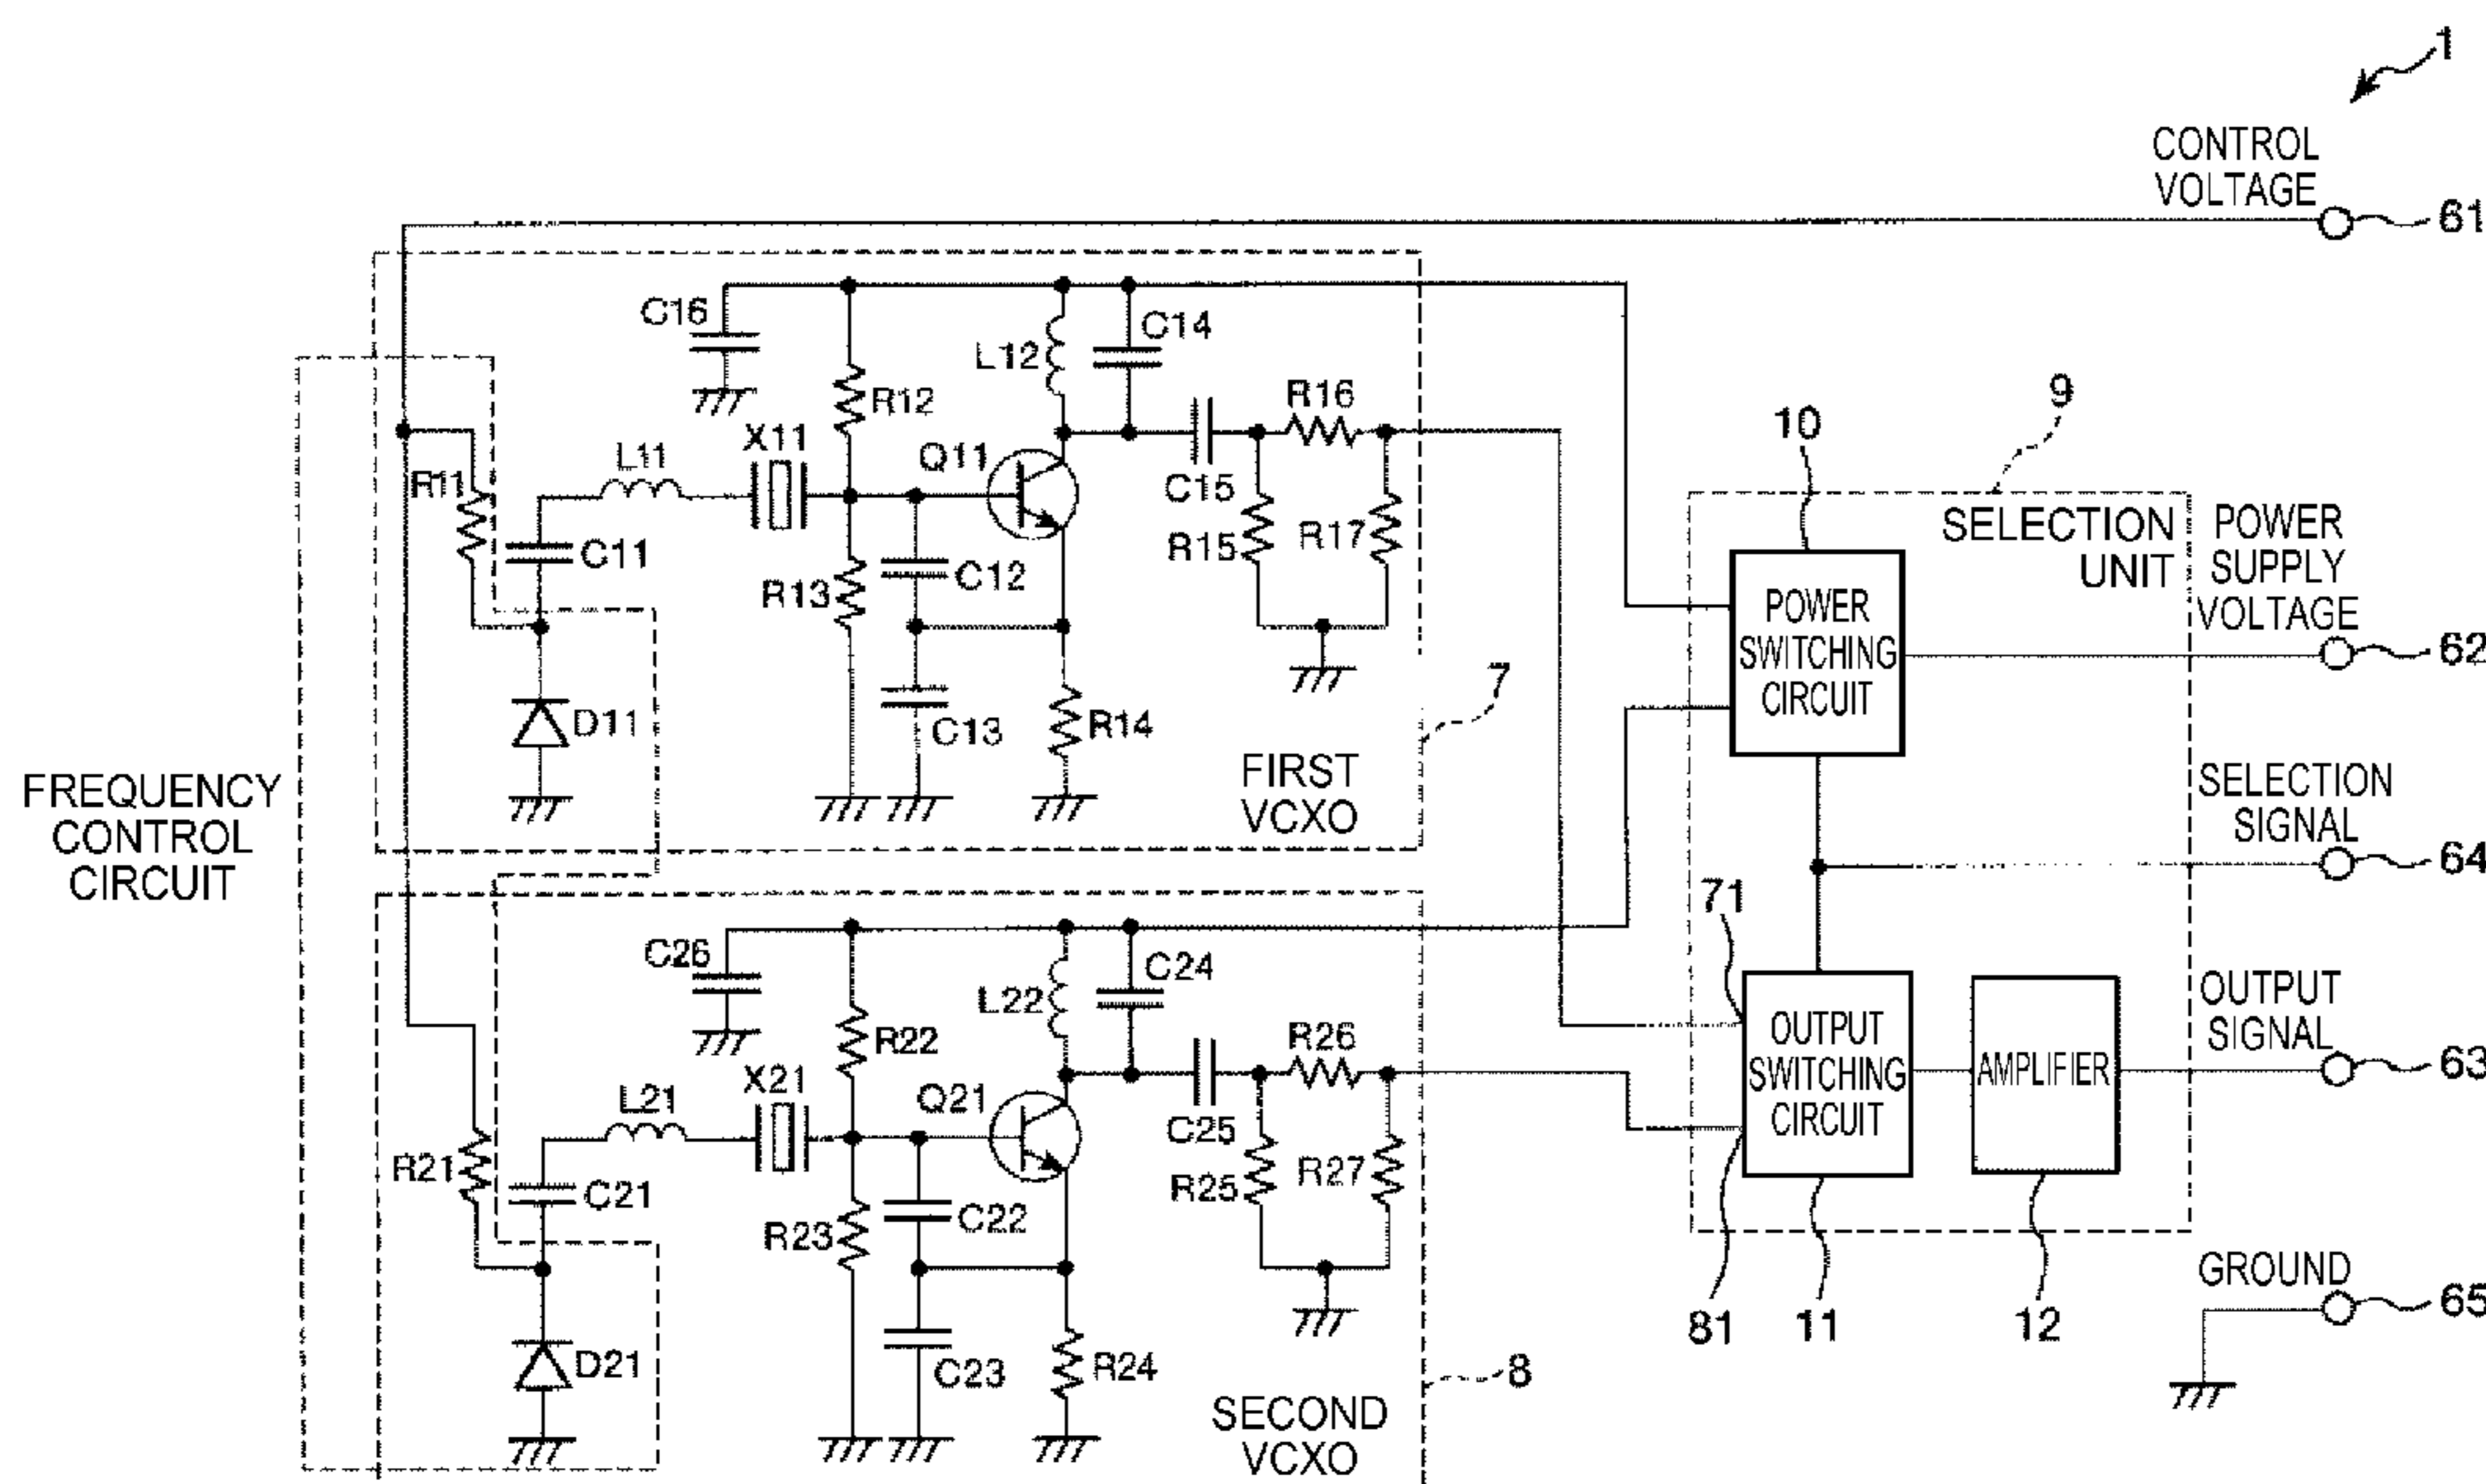 1
CONTROL
VOLTAGE
61
C16
L12
C14
R12
R16
9
10
X11
L11
Q11
R11
C15
SELECTION
UNIT
POWER
SUPPLY
VOLTAGE
C11
R15
R17
C12
R13
POWER
SWITCHING
CIRCUIT
62
7
D11
C13
R14
FIRST
VCXO
FREQUENCY
CONTROL
CIRCUIT
SELECTION
SIGNAL
64
71
C26
L22
C24
R22
R26
OUTPUT
SIGNAL
63
OUTPUT
SWITCHING
CIRCUIT
AMPLIFIER
X21
L21
Q21
C25
R21
C21
R25
R27
C22
R23
GROUND
65
81
11
12
D21
C23
R24
8
SECOND
VCXO